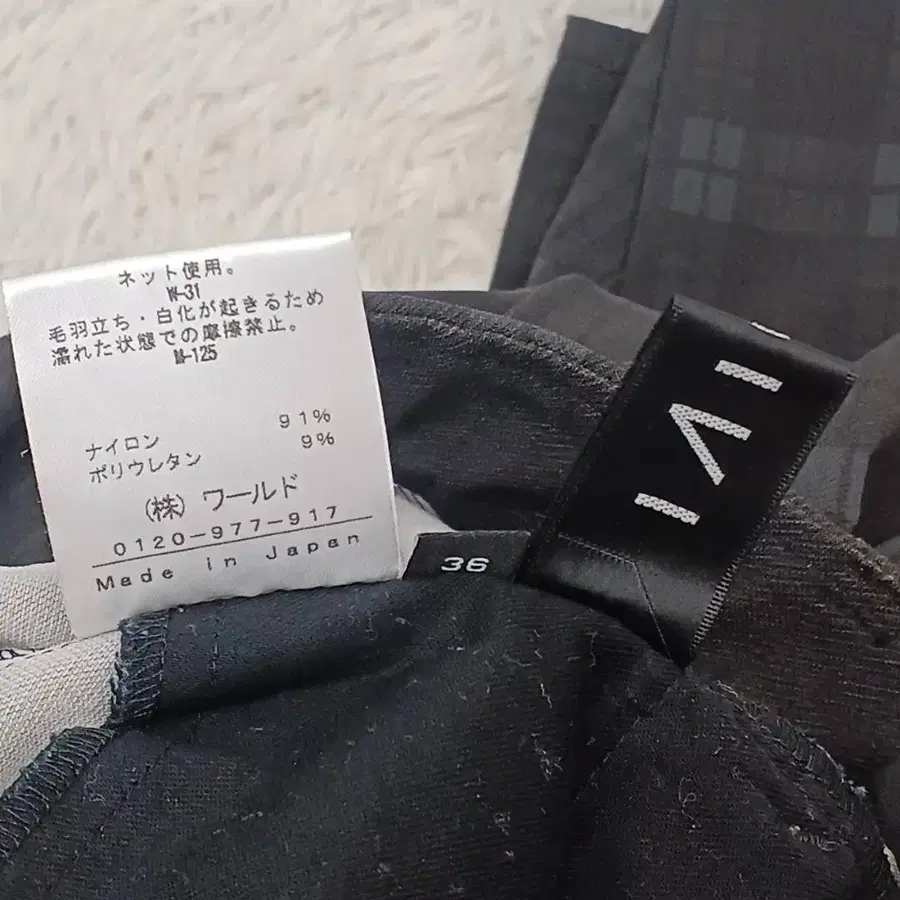 ネット使用。
W-31
毛羽立ち・白化が起きるため
濡れた状態での摩擦禁止。
W-125
ナイロン 91%
ポリウレタン 9%
(株) ワールド
0120-977-917
Made in Japan
36